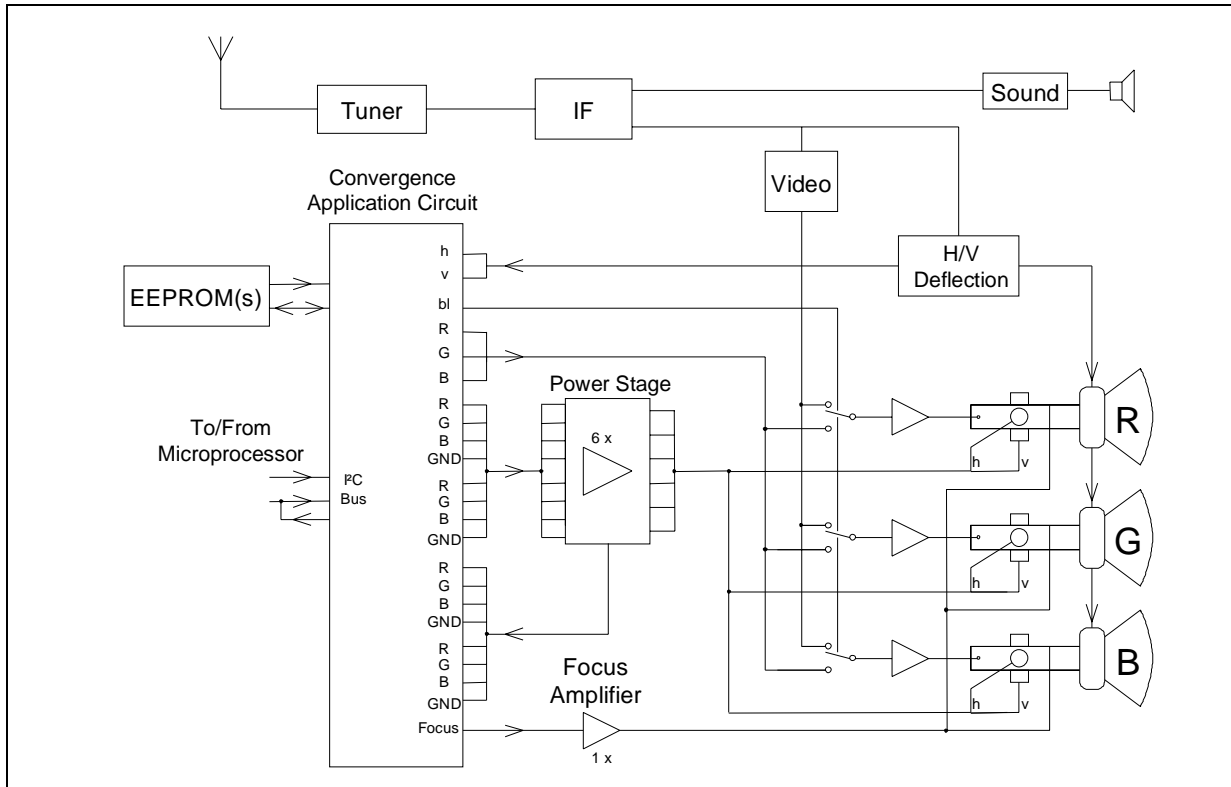 Tuner
IF
Sound
Video
Convergence
Application Circuit
H/V
Deflection
EEPROM(s)
h
v
bl
R
G
B
Power Stage
6 x
R
G
B
GND
R
G
B
GND
To/From
Microprocessor
I²C
Bus
R
G
B
GND
R
G
B
GND
Focus
Focus
Amplifier
1 x
h
v
R
h
v
G
h
v
B